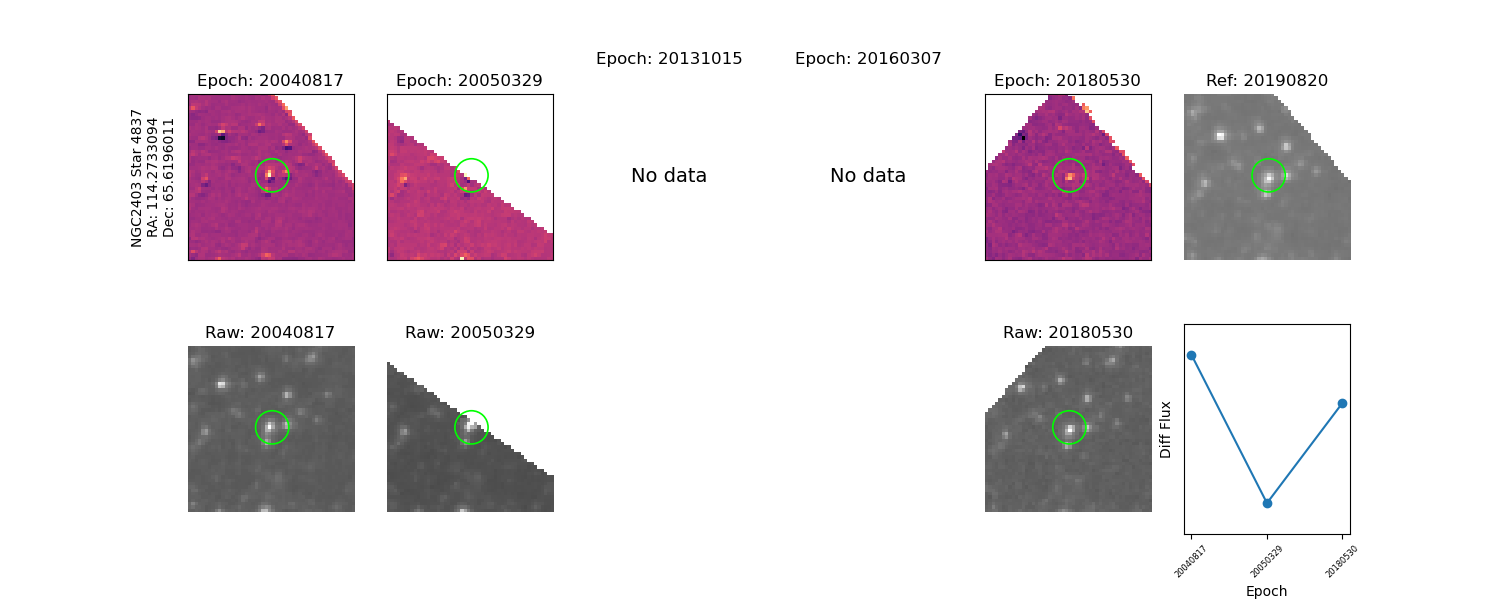 Epoch: 20131015
Epoch: 20160307
Epoch: 20040817
Epoch: 20050329
Epoch: 20180530
Ref: 20190820
NGC2403 Star 4837
RA: 114.2733094
Dec: 65.6196011
No data
No data
Raw: 20040817
Raw: 20050329
Raw: 20180530
Diff Flux
20040817
20050329
20180530
Epoch